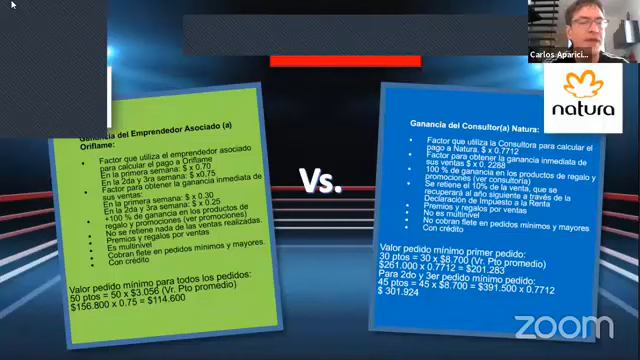 Carlos Aparici...
natura
Ganancia del Emprendedor Asociado (a)
Oriflame:
Factor que utiliza el emprendedor asociado
para calcular el pago a Oriflame
En la primera semana: $ x 0.70
En la 2da y 3ra semana: $ x0.75
Factor para obtener la ganancia inmediata de
sus ventas:
En la primera semana: $ x 0.30
En la 2da y 3ra semana: $ x 0.25
+100 % de ganancia en los productos de
regalo y promociones (ver promociones)
No se retiene nada de las ventas realizadas.
Premios y regalos por ventas
Es multinivel
Cobran flete en pedidos mínimos y mayores.
Con crédito
Valor pedido mínimo para todos los pedidos:
50 ptos = 50 x $3.056 (Vr. Pto promedio)
$156.800 x 0.75 = $114.600
Vs.
Ganancia del Consultor(a) Natura:
Factor que utiliza la Consultora para calcular el
pago a Natura. $ x 0.7712
Factor para obtener la ganancia inmediata de
sus ventas $ x 0. 2288
100 % de ganancia en los productos de regalo y
promociones (ver consultoría)
Se retiene el 10% de la venta, que se
recuperará al año siguiente a través de la
Declaración de Impuesto a la Renta
Premios y regalos por ventas
No es multinivel
No cobran flete en pedidos mínimos y mayores
Con crédito
Valor pedido mínimo primer pedido:
30 ptos = 30 x $8.700 (Vr. Pto promedio)
$261.000 x 0.7712 = $201.283
Para 2do y 3er pedido mínimo:
45 ptos = 45 x $8.700 = $391.500 x 0.7712
$ 301.924
zoom